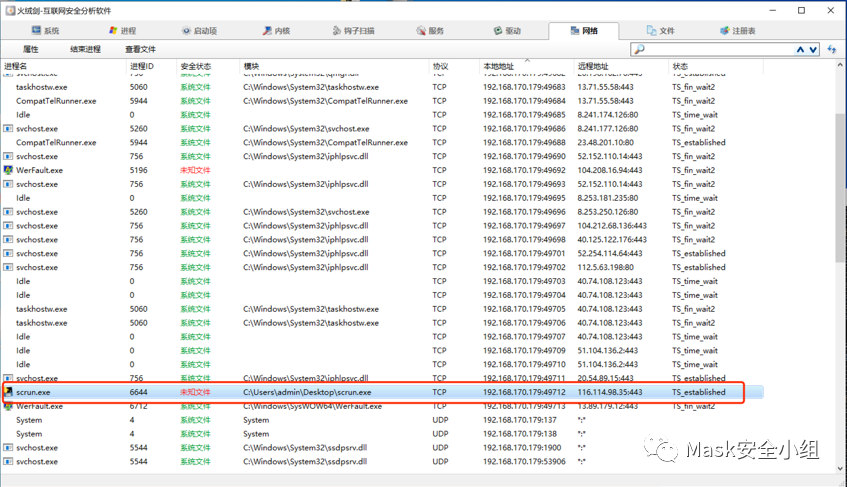 火绒剑-互联网安全分析软件
系统 进程 启动项 内核 钩子扫描 服务 驱动 网络 文件 注册表
属性 结束进程 查看文件
进程名 进程ID 安全状态 模块 协议 本地地址 远程地址 状态
taskhostw.exe 5060 系统文件 C:\Windows\System32\taskhostw.exe TCP 192.168.170.179:49683 13.71.55.58:443 TS_fin_wait2
CompatTelRunner.exe 5944 系统文件 C:\Windows\System32\CompatTelRunner.exe TCP 192.168.170.179:49684 13.71.55.58:443 TS_fin_wait2
Idle 0 系统文件 TCP 192.168.170.179:49685 8.241.174.126:80 TS_time_wait
svchost.exe 5260 系统文件 C:\Windows\System32\svchost.exe TCP 192.168.170.179:49686 8.241.177.126:80 TS_fin_wait2
CompatTelRunner.exe 5944 系统文件 C:\Windows\System32\CompatTelRunner.exe TCP 192.168.170.179:49688 23.48.201.10:80 TS_established
svchost.exe 756 系统文件 C:\Windows\System32\iphlpsvc.dll TCP 192.168.170.179:49690 52.152.110.14:443 TS_fin_wait2
WerFault.exe 5196 未知文件 TCP 192.168.170.179:49692 104.208.16.94:443 TS_fin_wait2
svchost.exe 756 系统文件 C:\Windows\System32\iphlpsvc.dll TCP 192.168.170.179:49693 52.152.110.14:443 TS_fin_wait2
Idle 0 系统文件 TCP 192.168.170.179:49695 8.253.181.235:80 TS_time_wait
svchost.exe 5260 系统文件 C:\Windows\System32\svchost.exe TCP 192.168.170.179:49696 8.253.250.126:80 TS_fin_wait2
svchost.exe 756 系统文件 C:\Windows\System32\iphlpsvc.dll TCP 192.168.170.179:49697 104.212.68.136:443 TS_fin_wait2
svchost.exe 756 系统文件 C:\Windows\System32\iphlpsvc.dll TCP 192.168.170.179:49698 40.125.122.176:443 TS_fin_wait2
svchost.exe 756 系统文件 C:\Windows\System32\iphlpsvc.dll TCP 192.168.170.179:49701 52.254.114.64:443 TS_established
svchost.exe 756 系统文件 C:\Windows\System32\iphlpsvc.dll TCP 192.168.170.179:49702 112.5.63.198:80 TS_established
Idle 0 系统文件 TCP 192.168.170.179:49703 40.74.108.123:443 TS_time_wait
Idle 0 系统文件 TCP 192.168.170.179:49704 40.74.108.123:443 TS_time_wait
taskhostw.exe 5060 系统文件 C:\Windows\System32\taskhostw.exe TCP 192.168.170.179:49705 40.74.108.123:443 TS_fin_wait2
taskhostw.exe 5060 系统文件 C:\Windows\System32\taskhostw.exe TCP 192.168.170.179:49706 40.74.108.123:443 TS_fin_wait2
Idle 0 系统文件 TCP 192.168.170.179:49707 40.74.108.123:443 TS_time_wait
Idle 0 系统文件 TCP 192.168.170.179:49709 51.104.136.2:443 TS_time_wait
Idle 0 系统文件 TCP 192.168.170.179:49710 51.104.136.2:443 TS_time_wait
svchost.exe 756 系统文件 C:\Windows\System32\iphlpsvc.dll TCP 192.168.170.179:49711 20.54.89.15:443 TS_established
scrun.exe 6644 未知文件 C:\Users\admin\Desktop\scrun.exe TCP 192.168.170.179:49712 116.114.98.35:443 TS_established
WerFault.exe 6712 系统文件 C:\Windows\SysWOW64\WerFault.exe TCP 192.168.170.179:49713 13.89.179.12:443 TS_fin_wait2
System 4 系统文件 System UDP 192.168.170.179:137 *:*
System 4 系统文件 System UDP 192.168.170.179:138 *:*
svchost.exe 5544 系统文件 C:\Windows\System32\ssdpsrv.dll UDP 192.168.170.179:1900 *:*
svchost.exe 5544 系统文件 C:\Windows\System32\ssdpsrv.dll UDP 192.168.170.179:53906 *:*
Mask安全小组